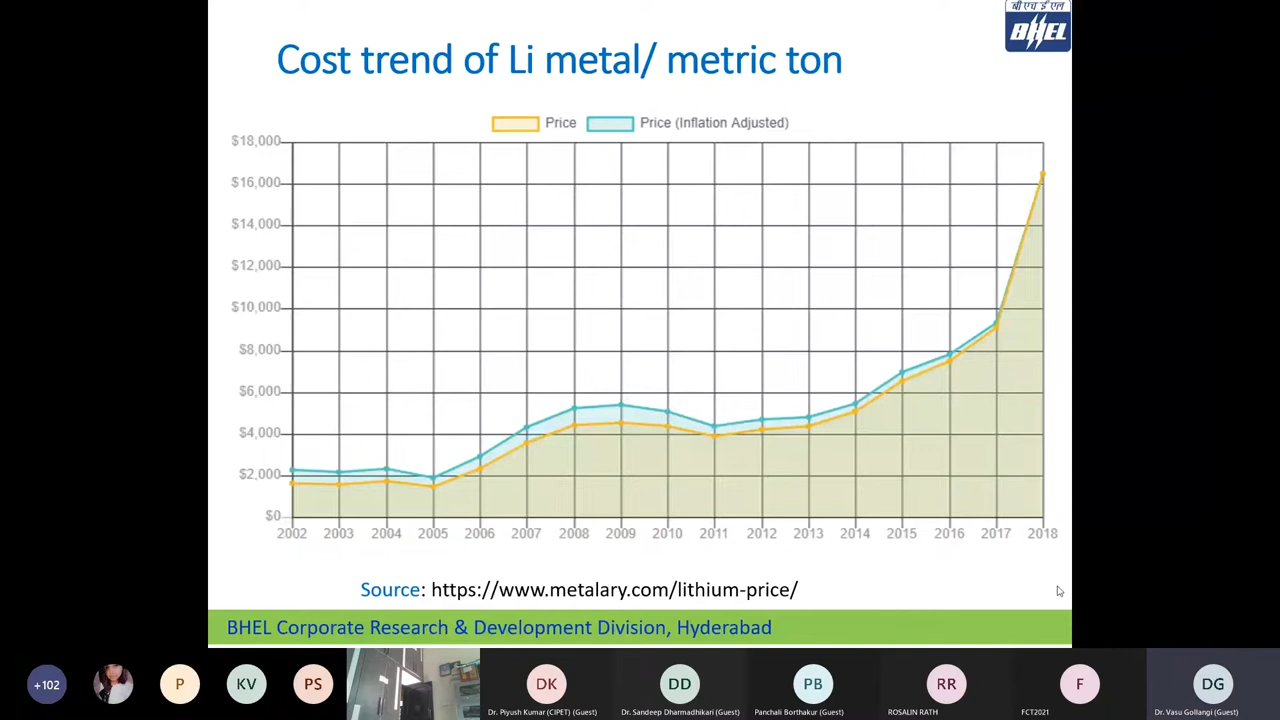 बी एच ई एल
BHEL
Cost trend of Li metal/ metric ton
Price
Price (Inflation Adjusted)
$18,000
$16,000
$14,000
$12,000
$10,000
$8,000
$6,000
$4,000
$2,000
$0
2002 2003 2004 2005 2006 2007 2008 2009 2010 2011 2012 2013 2014 2015 2016 2017 2018
Source: https://www.metalary.com/lithium-price/
BHEL Corporate Research & Development Division, Hyderabad
+102 P KV PS DK DD PB RR F DG
Dr. Piyush Kumar (CIPET) (Guest) Dr. Sandeep Dharmadhikari (Guest) Panchali Borthakur (Guest) ROSALIN RATH FCT2021 Dr. Vasu Gollangi (Guest)